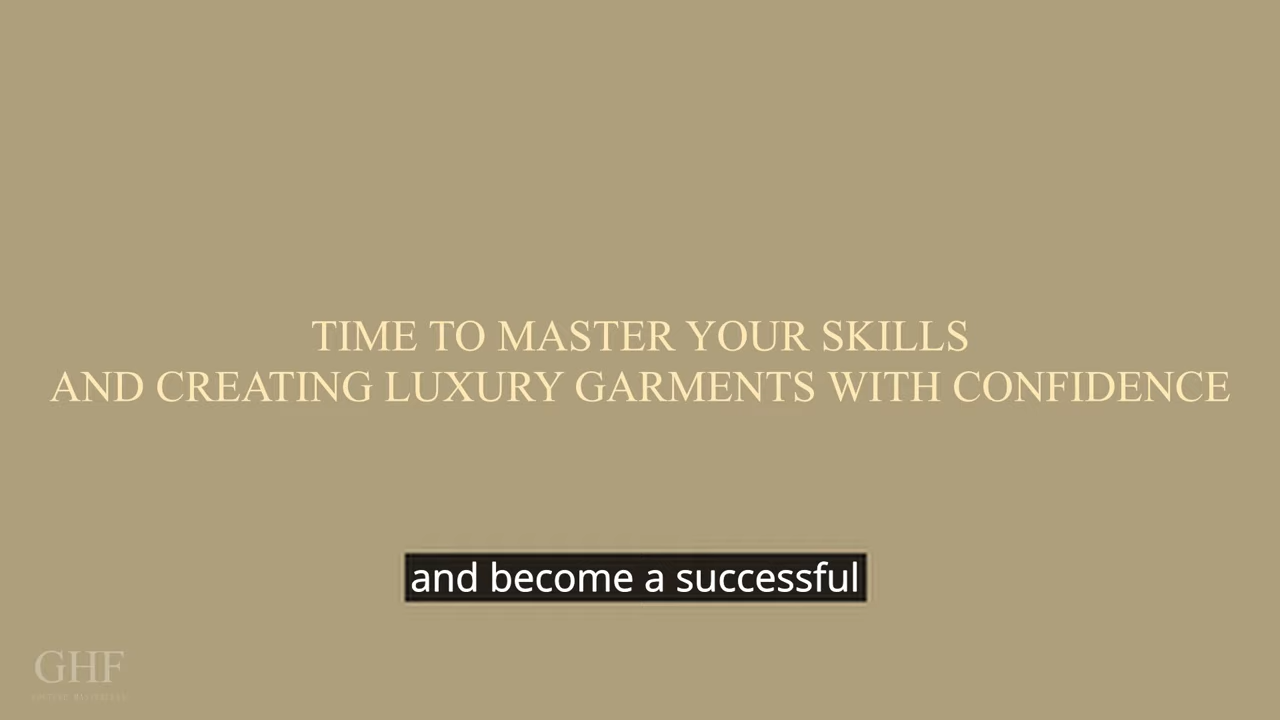 TIME TO MASTER YOUR SKILLS
AND CREATING LUXURY GARMENTS WITH CONFIDENCE
and become a successful
GHF